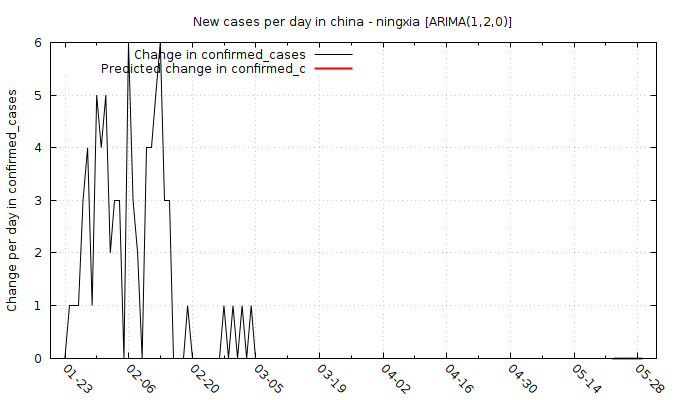 New cases per day in china - ningxia [ARIMA(1,2,0)]
Change in confirmed_cases
Predicted change in confirmed_c
Change per day in confirmed_cases
6
5
4
3
2
1
0
01-23 02-06 02-20 03-05 03-19 04-02 04-16 04-30 05-14 05-28